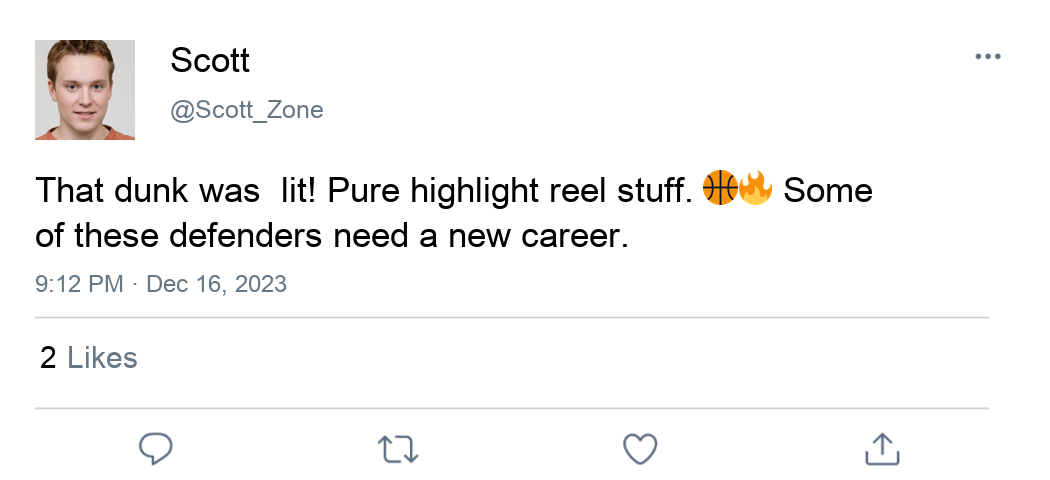 Scott
@Scott_Zone
That dunk was  lit! Pure highlight reel stuff. 🏀🔥 Some
of these defenders need a new career.
9:12 PM · Dec 16, 2023
2 Likes